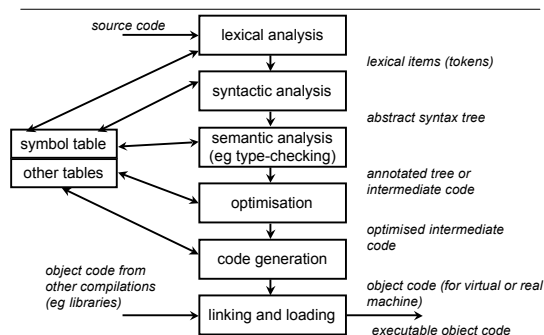 source code
lexical analysis
lexical items (tokens)
syntactic analysis
abstract syntax tree
symbol table
other tables
semantic analysis
(eg type-checking)
annotated tree or
intermediate code
optimisation
optimised intermediate
code
code generation
object code from
other compilations
(eg libraries)
object code (for virtual or real
machine)
linking and loading
executable object code